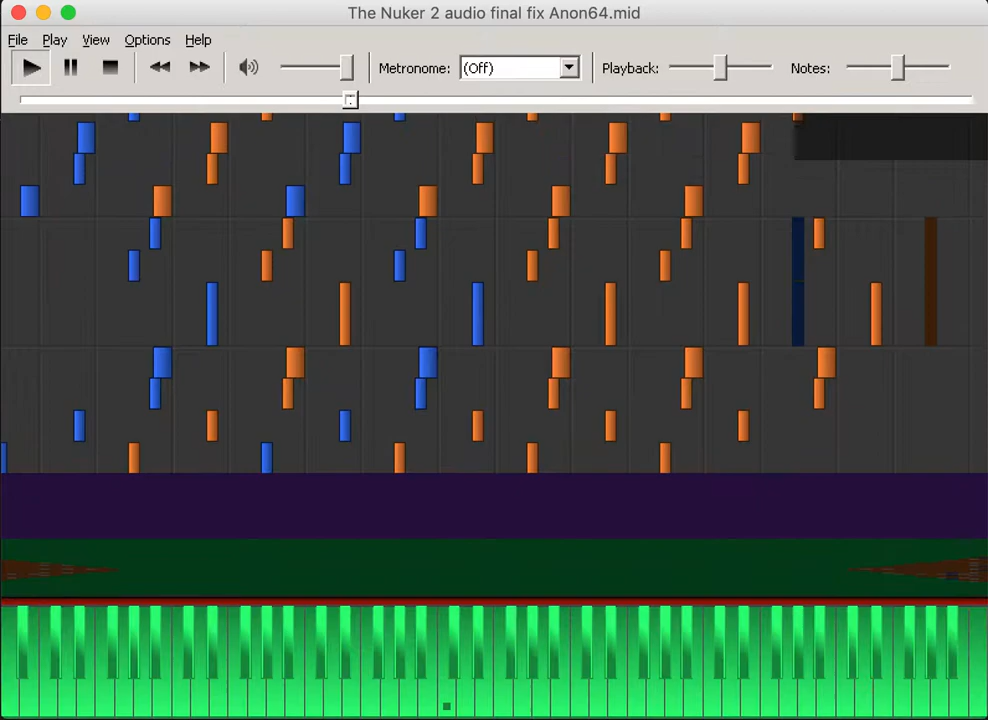 The Nuker 2 audio final fix Anon64.mid
File Play View Options Help
Metronome: (Off) Playback: Notes: